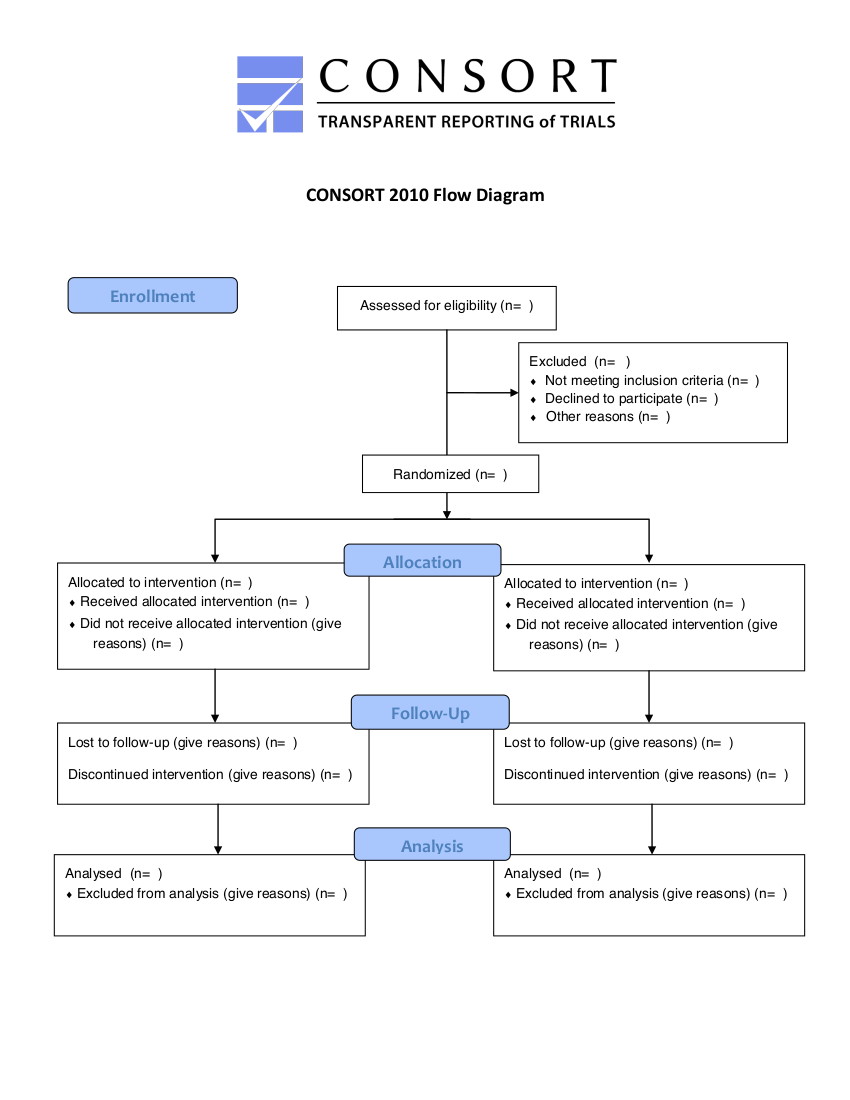 CONSORT
TRANSPARENT REPORTING of TRIALS
CONSORT 2010 Flow Diagram
Enrollment
Assessed for eligibility (n=  )
Excluded  (n=   )
♦ Not meeting inclusion criteria (n=  )
♦ Declined to participate (n=  )
♦ Other reasons (n=  )
Randomized (n=  )
Allocation
Allocated to intervention (n=  )
♦ Received allocated intervention (n=  )
♦ Did not receive allocated intervention (give
reasons) (n=  )
Allocated to intervention (n=  )
♦ Received allocated intervention (n=  )
♦ Did not receive allocated intervention (give
reasons) (n=  )
Follow-Up
Lost to follow-up (give reasons) (n=  )
Discontinued intervention (give reasons) (n=  )
Lost to follow-up (give reasons) (n=  )
Discontinued intervention (give reasons) (n=  )
Analysis
Analysed  (n=  )
♦ Excluded from analysis (give reasons) (n=  )
Analysed  (n=  )
♦ Excluded from analysis (give reasons) (n=  )